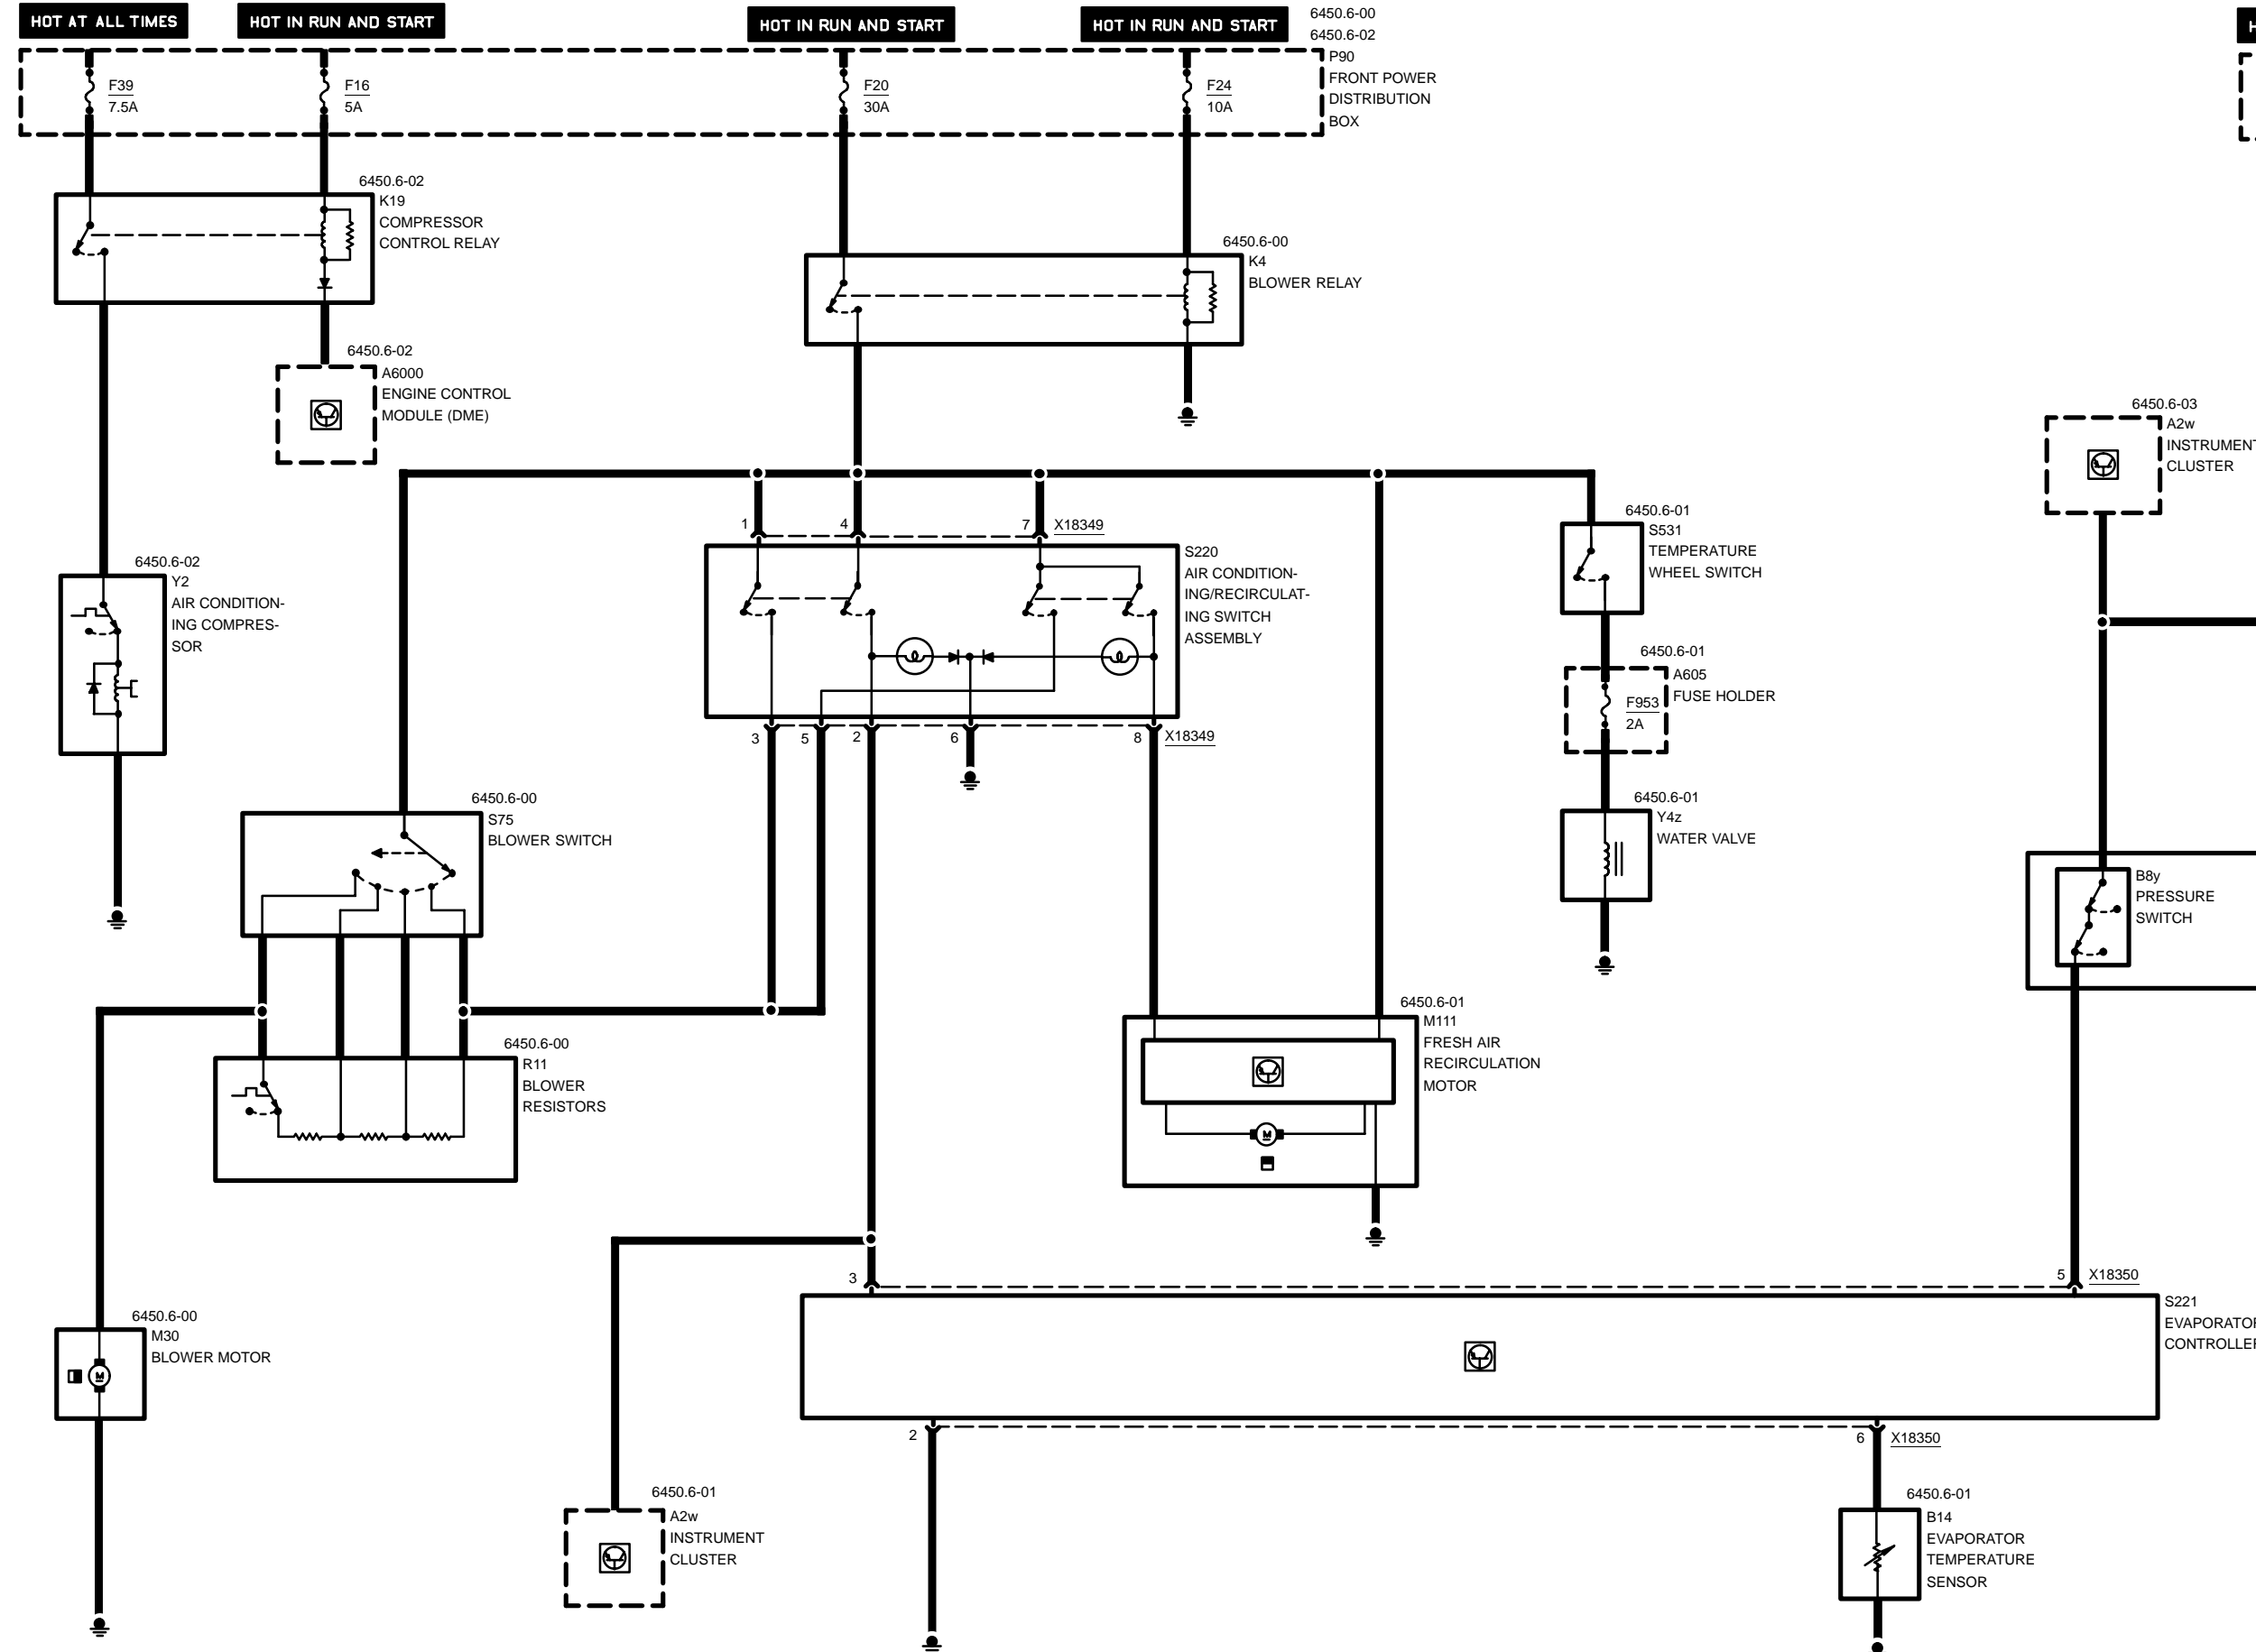 HOT AT ALL TIMES
HOT IN RUN AND START
HOT IN RUN AND START
HOT IN RUN AND START
6450.6-00
6450.6-02
P90
FRONT POWER
DISTRIBUTION
BOX
F39
7.5A
F16
5A
F20
30A
F24
10A
6450.6-02
K19
COMPRESSOR
CONTROL RELAY
6450.6-00
K4
BLOWER RELAY
6450.6-02
A6000
ENGINE CONTROL
MODULE (DME)
6450.6-03
A2w
INSTRUMENT
CLUSTER
1
4
7
X18349
6450.6-01
S531
TEMPERATURE
WHEEL SWITCH
S220
AIR CONDITION-
ING/RECIRCULAT-
ING SWITCH
ASSEMBLY
6450.6-02
Y2
AIR CONDITION-
ING COMPRES-
SOR
6450.6-01
A605
FUSE HOLDER
F953
2A
3
5
2
6
8
X18349
6450.6-00
S75
BLOWER SWITCH
6450.6-01
Y4z
WATER VALVE
B8y
PRESSURE
SWITCH
6450.6-01
M111
FRESH AIR
RECIRCULATION
MOTOR
M
6450.6-00
R11
BLOWER
RESISTORS
3
5
X18350
S221
EVAPORATOR
CONTROLLER
6450.6-00
M30
BLOWER MOTOR
M
2
6
X18350
6450.6-01
A2w
INSTRUMENT
CLUSTER
6450.6-01
B14
EVAPORATOR
TEMPERATURE
SENSOR